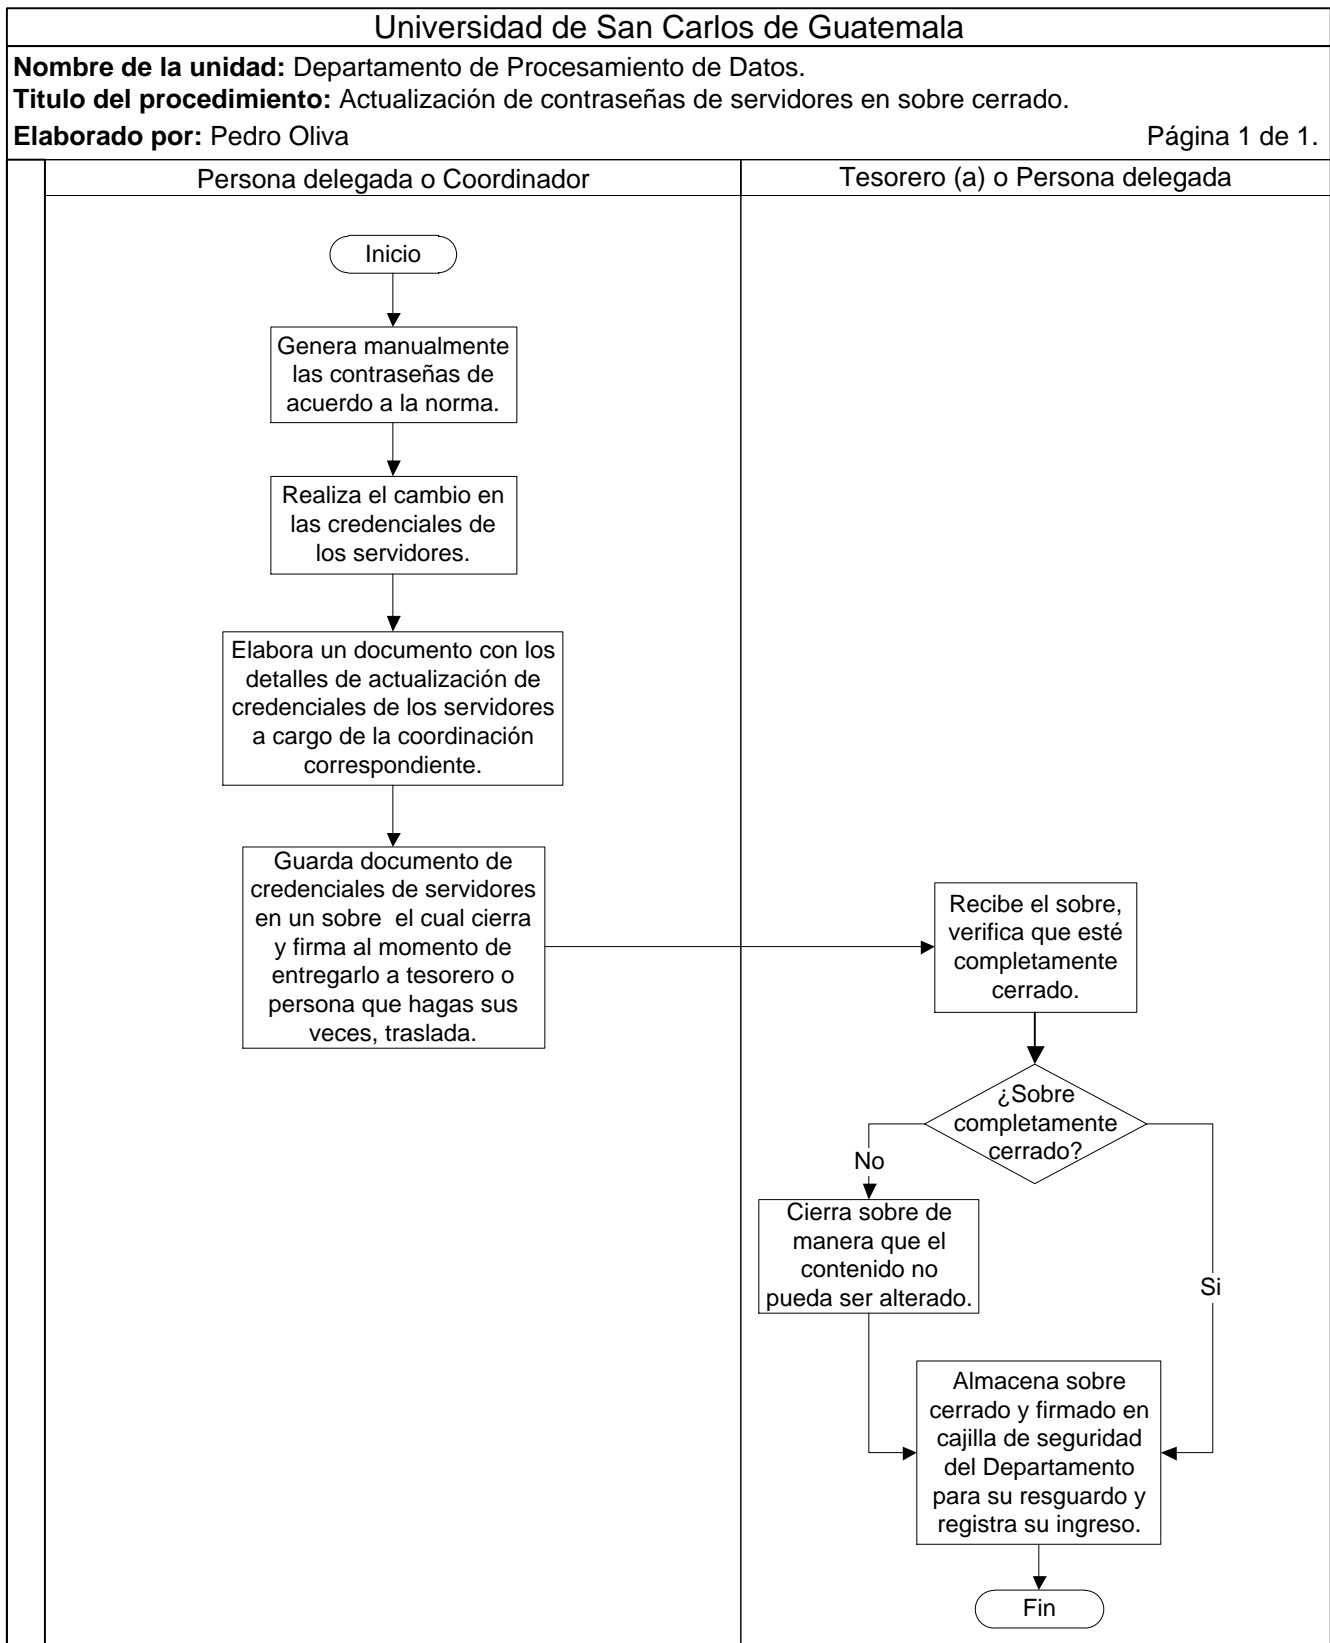 Universidad de San Carlos de Guatemala
Nombre de la unidad: Departamento de Procesamiento de Datos.
Titulo del procedimiento: Actualización de contraseñas de servidores en sobre cerrado.
Elaborado por: Pedro Oliva
Página 1 de 1.
Persona delegada o Coordinador
Tesorero (a) o Persona delegada
Inicio
Genera manualmente
las contraseñas de
acuerdo a la norma.
Realiza el cambio en
las credenciales de
los servidores.
Elabora un documento con los
detalles de actualización de
credenciales de los servidores
a cargo de la coordinación
correspondiente.
Guarda documento de
credenciales de servidores
en un sobre  el cual cierra
y firma al momento de
entregarlo a tesorero o
persona que hagas sus
veces, traslada.
Recibe el sobre,
verifica que esté
completamente
cerrado.
¿Sobre
completamente
cerrado?
No
Cierra sobre de
manera que el
contenido no
pueda ser alterado.
Si
Almacena sobre
cerrado y firmado en
cajilla de seguridad
del Departamento
para su resguardo y
registra su ingreso.
Fin